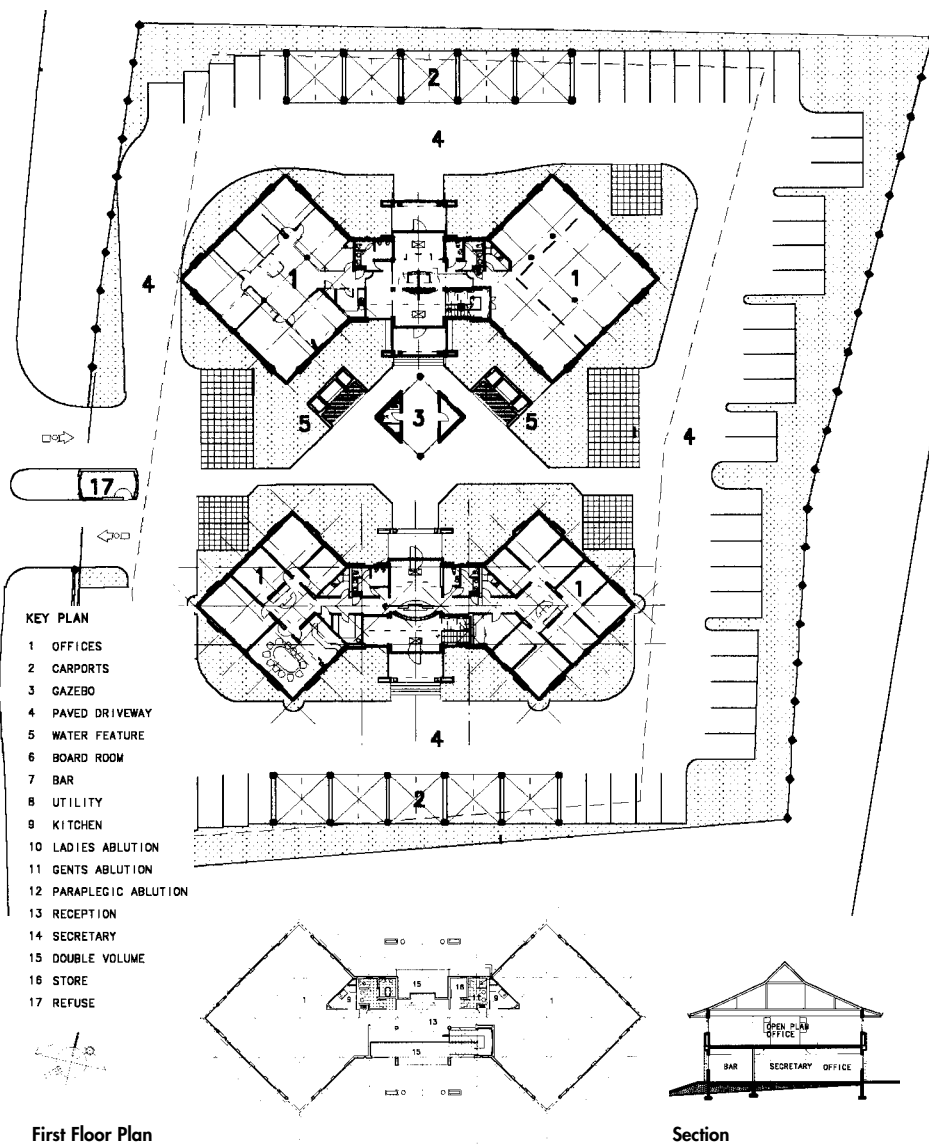 2
4
1
1
4
5
3
5
4
17
1
1
KEY PLAN
1 OFFICES
2 CARPORTS
3 GAZEBO
4 PAVED DRIVEWAY
5 WATER FEATURE
6 BOARD ROOM
7 BAR
8 UTILITY
9 KITCHEN
10 LADIES ABLUTION
11 GENTS ABLUTION
12 PARAPLEGIC ABLUTION
13 RECEPTION
14 SECRETARY
15 DOUBLE VOLUME
16 STORE
17 REFUSE
4
2
1
9
15
16
9
1
13
15
OPEN PLAN
OFFICE
BAR
SECRETARY OFFICE
First Floor Plan
Section